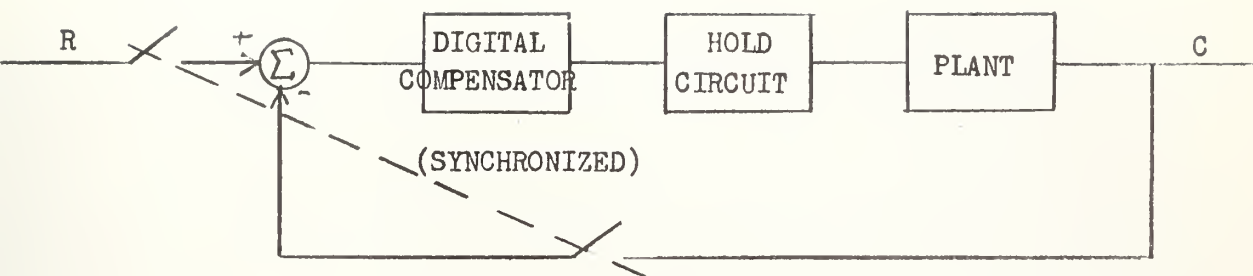 R
+
Σ
-
DIGITAL
COMPENSATOR
HOLD
CIRCUIT
PLANT
C
(SYNCHRONIZED)